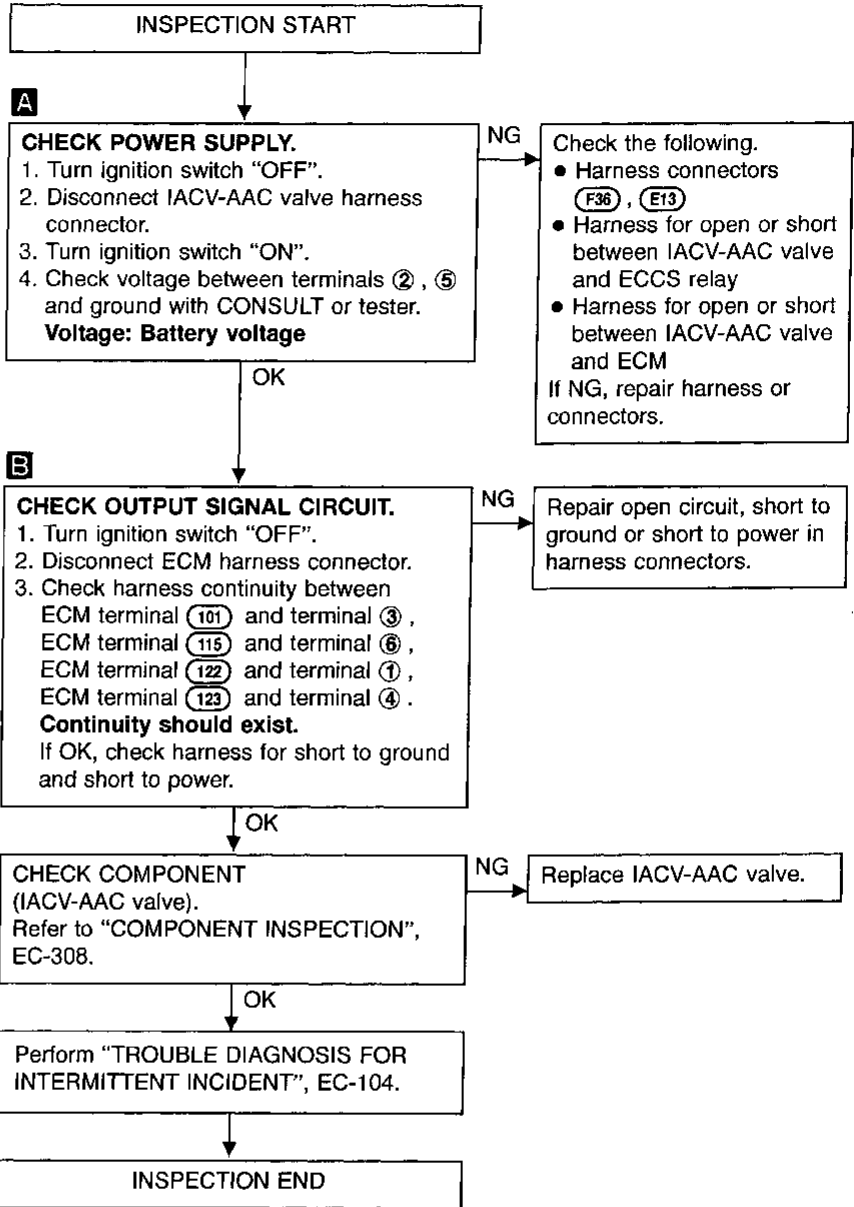 INSPECTION START
A
CHECK POWER SUPPLY.
1. Turn ignition switch “OFF”.
2. Disconnect IACV-AAC valve harness
connector.
3. Turn ignition switch “ON”.
4. Check voltage between terminals ②, ⑤
and ground with CONSULT or tester.
Voltage: Battery voltage
NG
Check the following.
● Harness connectors
(F36), (E13)
● Harness for open or short
between IACV-AAC valve
and ECCS relay
● Harness for open or short
between IACV-AAC valve
and ECM
If NG, repair harness or
connectors.
OK
B
CHECK OUTPUT SIGNAL CIRCUIT.
1. Turn ignition switch “OFF”.
2. Disconnect ECM harness connector.
3. Check harness continuity between
ECM terminal (101) and terminal ③,
ECM terminal (115) and terminal ⑥,
ECM terminal (122) and terminal ①,
ECM terminal (123) and terminal ④.
Continuity should exist.
If OK, check harness for short to ground
and short to power.
NG
Repair open circuit, short to
ground or short to power in
harness connectors.
OK
CHECK COMPONENT
(IACV-AAC valve).
Refer to “COMPONENT INSPECTION”,
EC-308.
NG
Replace IACV-AAC valve.
OK
Perform “TROUBLE DIAGNOSIS FOR
INTERMITTENT INCIDENT”, EC-104.
INSPECTION END